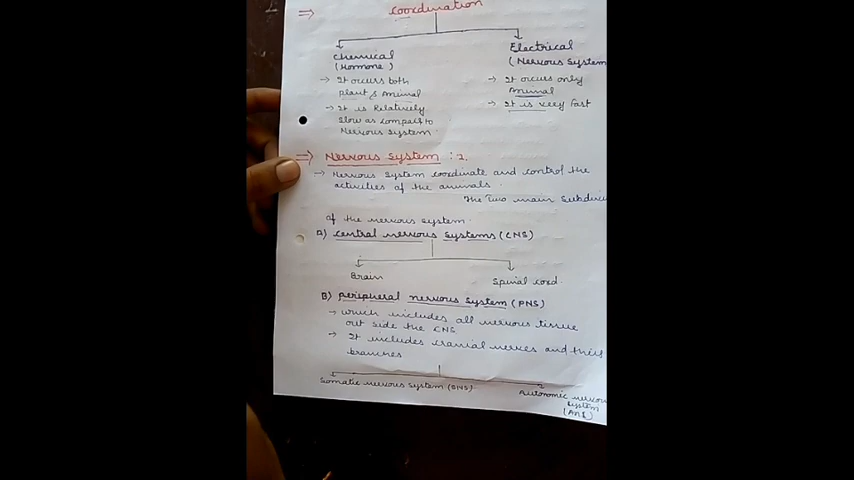 ⇒ coordination
Chemical
(Hormone)
→ It occurs both
plant & Animal
→ It is Relatively
Slow as compact to
Nervous System
Electrical
(Nervous System
→ It occurs only
Animal
→ It is very fast
⇒ Nervous System :
→ Nervous System coordinate and control the
activities of the animals.
The Two main Subdivi
of the nervous system.
A) central nervous systems (CNS)
Brain Spinal cord
B) peripheral nervous system (PNS)
→ which includes all nervous tissue
out side the CNS
→ It includes cranial nerves and their
branches
Somatic nervous system (SNS)
Autonomic nervous
System
(ANS)